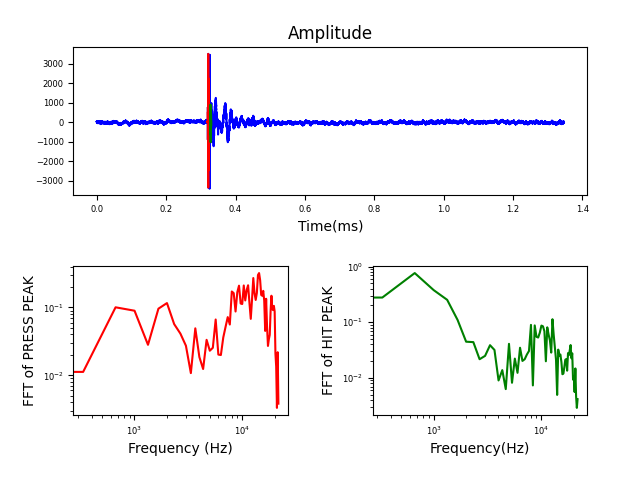 Amplitude
3000
2000
1000
0
−1000
−2000
−3000
0.0 0.2 0.4 0.6 0.8 1.0 1.2 1.4
Time(ms)
FFT of PRESS PEAK
10⁻¹
10⁻²
10³ 10⁴
Frequency (Hz)
FFT of HIT PEAK
10⁰
10⁻¹
10⁻²
10³ 10⁴
Frequency(Hz)